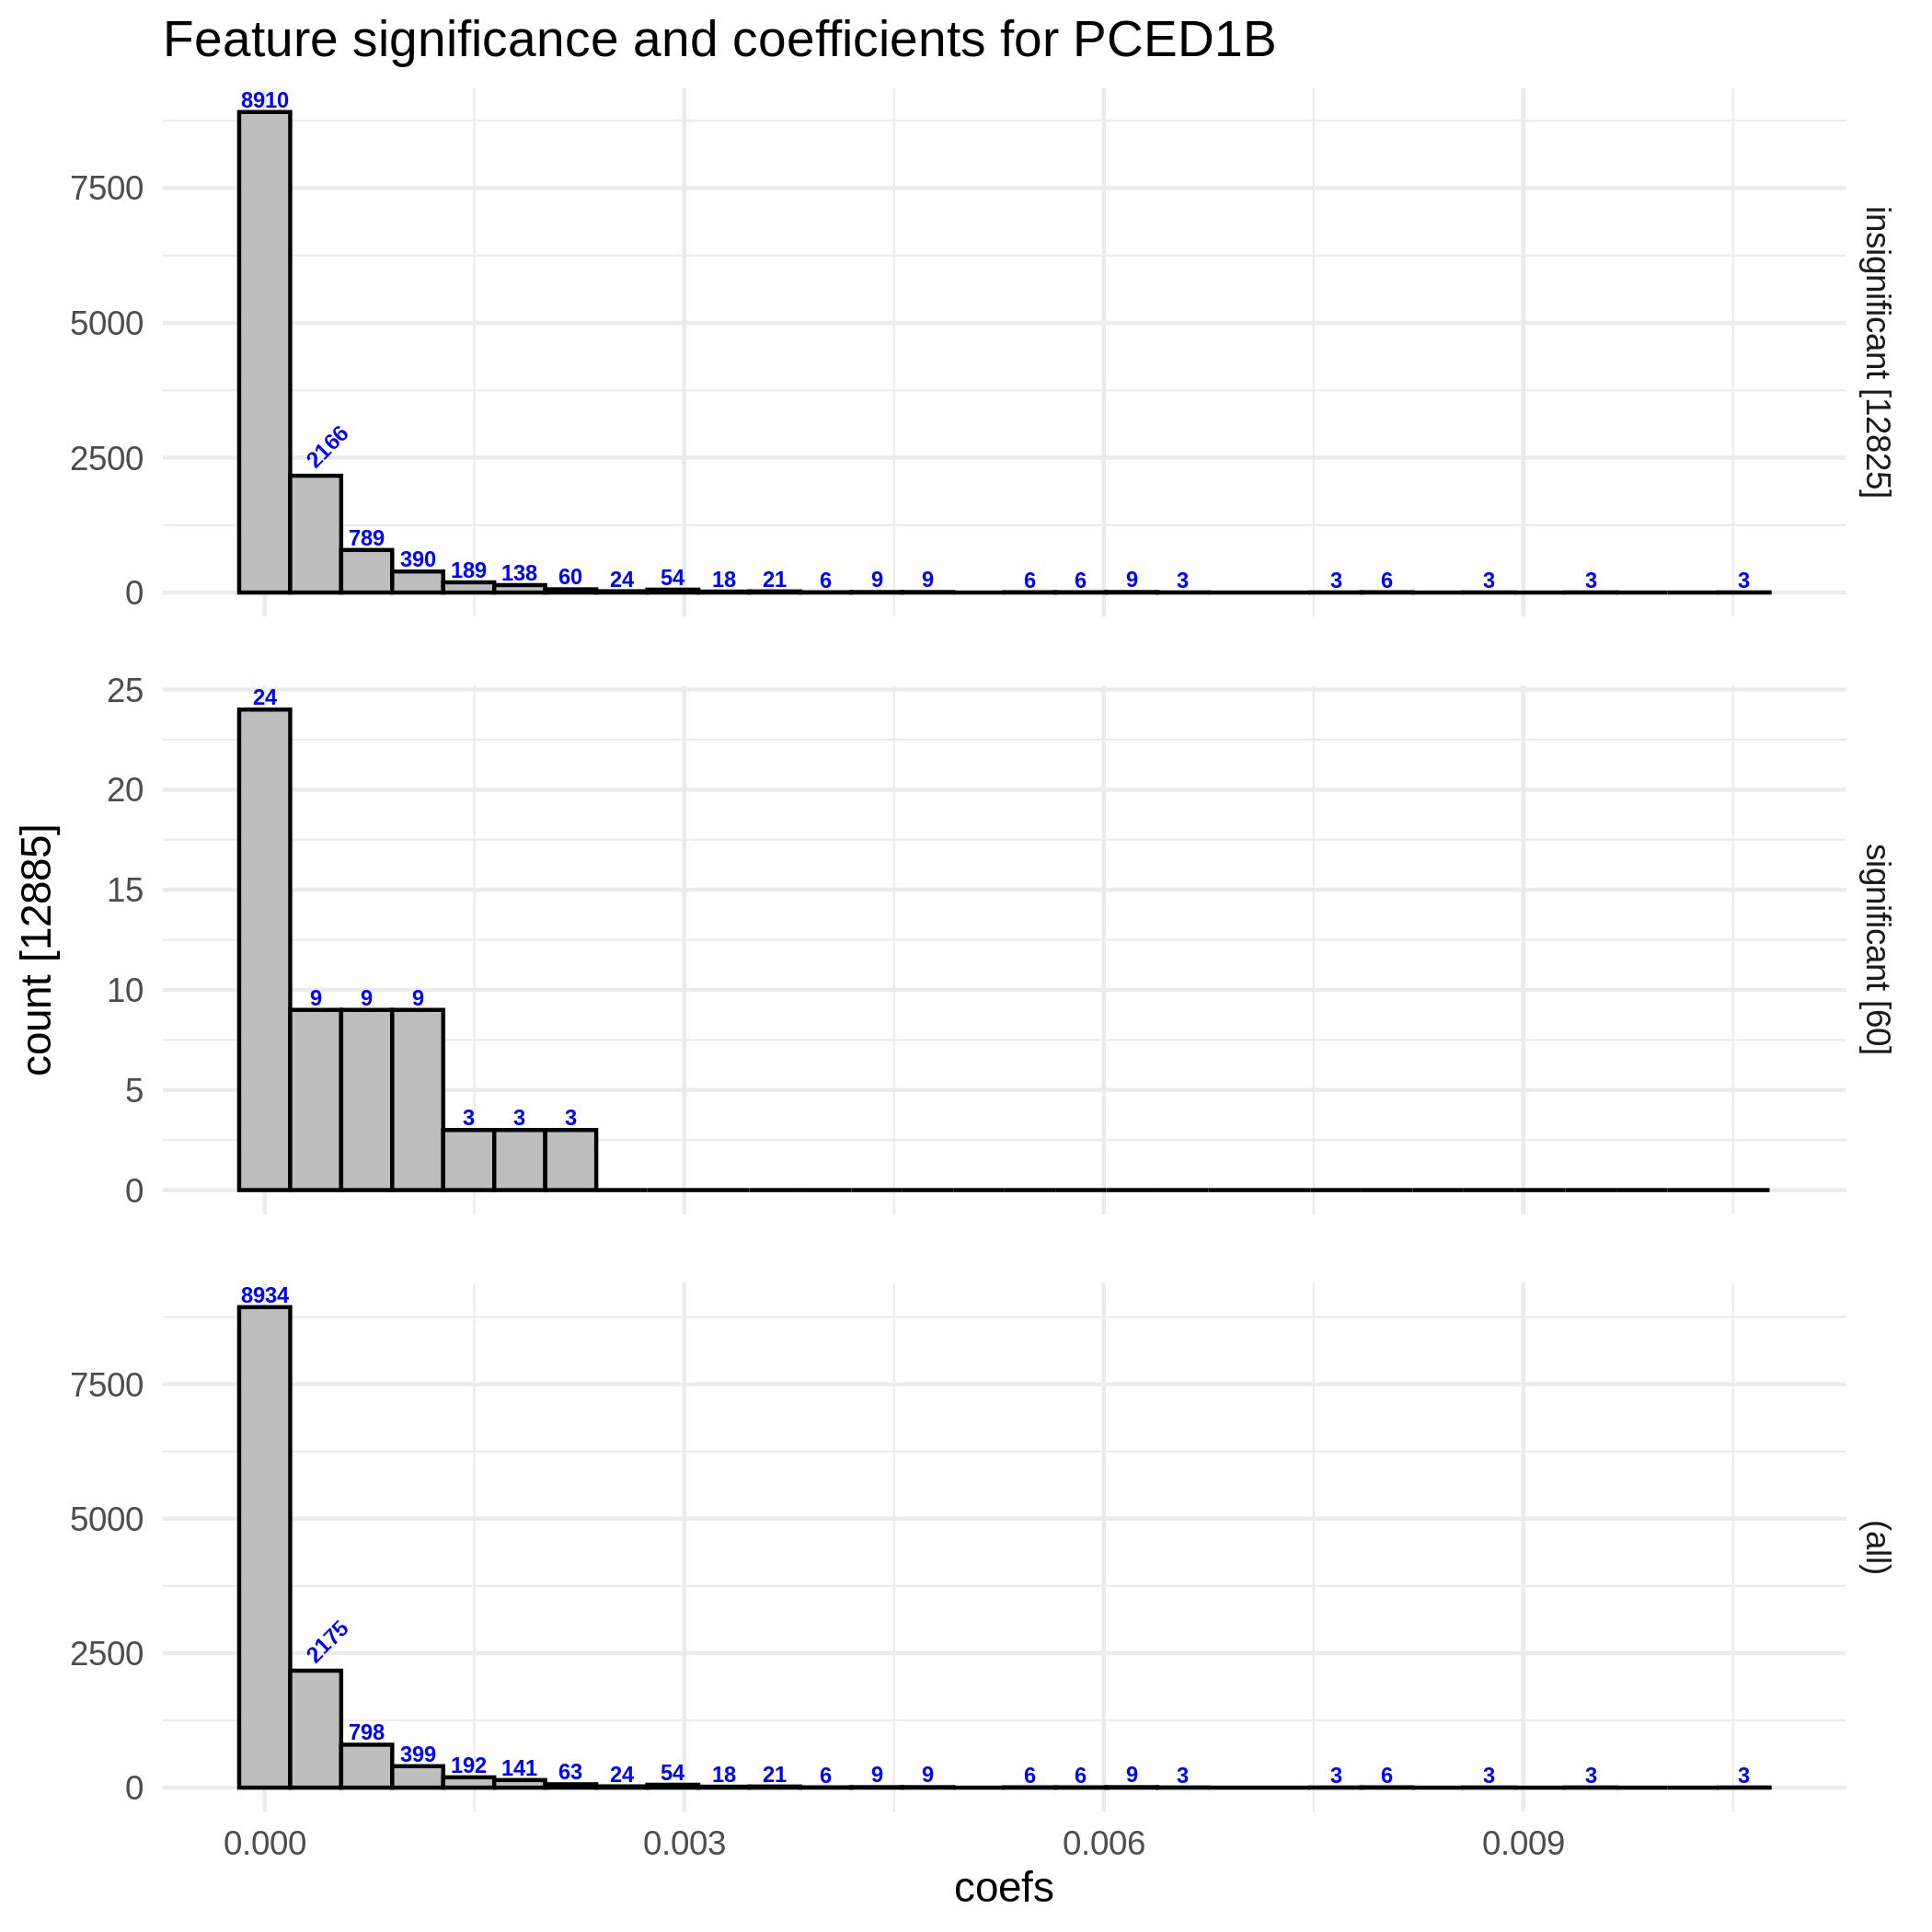 Feature significance and coefficients for PCED1B
8910
7500
5000
2500
0
2166
789 390 189 138 60 24 54 18 21 6 9 9 6 6 9 3 3 6 3 3 3
insignificant [12825]
count [12885]
25
20
15
10
5
0
24
9 9 9
3 3 3
significant [60]
8934
7500
5000
2500
0
2175
798 399 192 141 63 24 54 18 21 6 9 9 6 6 9 3 3 6 3 3 3
(all)
0.000 0.003 0.006 0.009
coefs